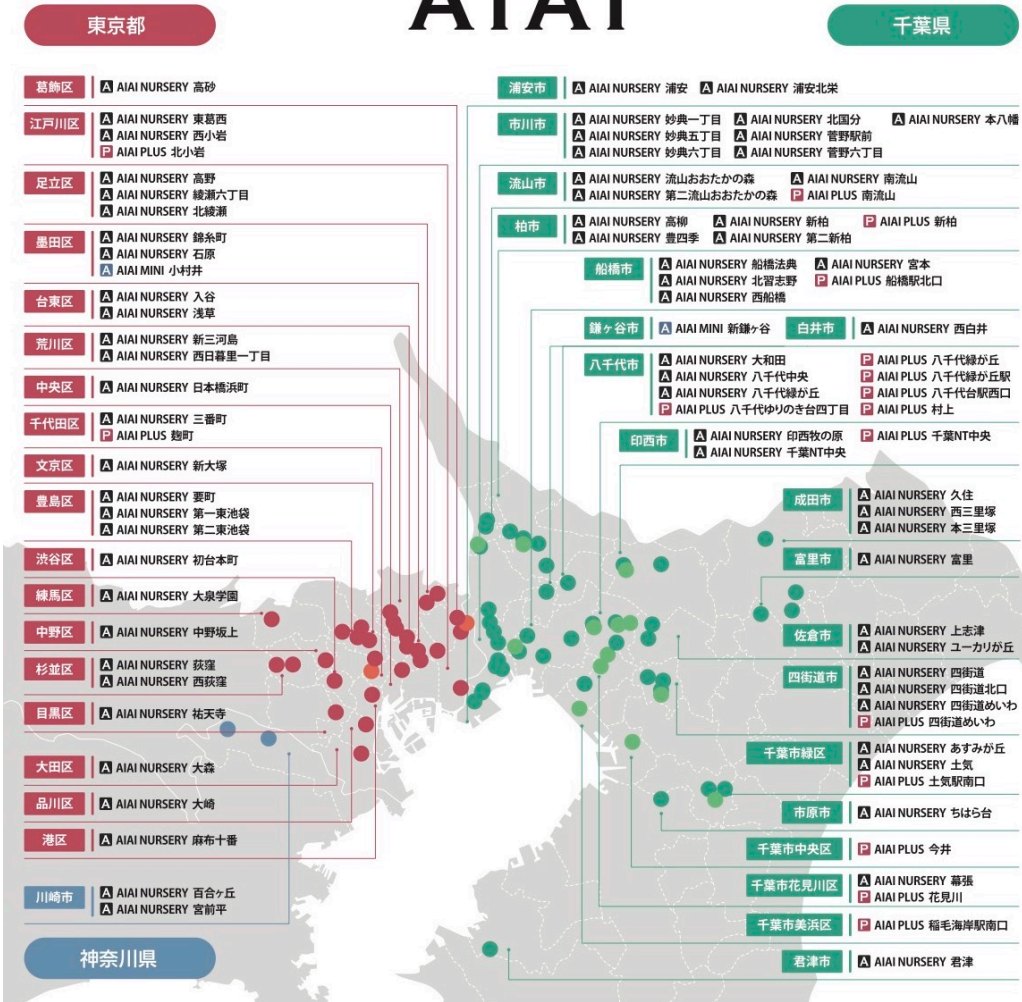 AIAI
東京都
葛飾区
A AIAI NURSERY 高砂
江戸川区
A AIAI NURSERY 東葛西
A AIAI NURSERY 西小岩
P AIAI PLUS 北小岩
足立区
A AIAI NURSERY 高野
A AIAI NURSERY 綾瀬六丁目
A AIAI NURSERY 北綾瀬
墨田区
A AIAI NURSERY 錦糸町
A AIAI NURSERY 石原
A AIAI MINI 小村井
台東区
A AIAI NURSERY 入谷
A AIAI NURSERY 浅草
荒川区
A AIAI NURSERY 新三河島
A AIAI NURSERY 西日暮里一丁目
中央区
A AIAI NURSERY 日本橋浜町
千代田区
A AIAI NURSERY 三番町
P AIAI PLUS 麹町
文京区
A AIAI NURSERY 新大塚
豊島区
A AIAI NURSERY 要町
A AIAI NURSERY 第一東池袋
A AIAI NURSERY 第二東池袋
渋谷区
A AIAI NURSERY 初台本町
練馬区
A AIAI NURSERY 大泉学園
中野区
A AIAI NURSERY 中野坂上
杉並区
A AIAI NURSERY 荻窪
A AIAI NURSERY 西荻窪
目黒区
A AIAI NURSERY 祐天寺
大田区
A AIAI NURSERY 大森
品川区
A AIAI NURSERY 大崎
港区
A AIAI NURSERY 麻布十番
川崎市
A AIAI NURSERY 百合ヶ丘
A AIAI NURSERY 宮前平
神奈川県
千葉県
浦安市
A AIAI NURSERY 浦安 A AIAI NURSERY 浦安北栄
市川市
A AIAI NURSERY 妙典一丁目 A AIAI NURSERY 北国分 A AIAI NURSERY 本八幡
A AIAI NURSERY 妙典五丁目 A AIAI NURSERY 菅野駅前
A AIAI NURSERY 妙典六丁目 A AIAI NURSERY 菅野六丁目
流山市
A AIAI NURSERY 流山おおたかの森 A AIAI NURSERY 南流山
A AIAI NURSERY 第二流山おおたかの森 P AIAI PLUS 南流山
柏市
A AIAI NURSERY 高柳 A AIAI NURSERY 新柏 P AIAI PLUS 新柏
A AIAI NURSERY 豊四季 A AIAI NURSERY 第二新柏
船橋市
A AIAI NURSERY 船橋法典 A AIAI NURSERY 宮本
A AIAI NURSERY 北習志野 P AIAI PLUS 船橋駅北口
A AIAI NURSERY 西船橋
鎌ヶ谷市
A AIAI MINI 新鎌ヶ谷
白井市
A AIAI NURSERY 西白井
八千代市
A AIAI NURSERY 大和田 P AIAI PLUS 八千代緑が丘
A AIAI NURSERY 八千代中央 P AIAI PLUS 八千代緑が丘駅
A AIAI NURSERY 八千代緑が丘 P AIAI PLUS 八千代台駅西口
P AIAI PLUS 八千代ゆりのき台四丁目 P AIAI PLUS 村上
印西市
A AIAI NURSERY 印西牧の原 P AIAI PLUS 千葉NT中央
A AIAI NURSERY 千葉NT中央
成田市
A AIAI NURSERY 久住
A AIAI NURSERY 西三里塚
A AIAI NURSERY 本三里塚
富里市
A AIAI NURSERY 富里
佐倉市
A AIAI NURSERY 上志津
A AIAI NURSERY ユーカリが丘
四街道市
A AIAI NURSERY 四街道
A AIAI NURSERY 四街道北口
A AIAI NURSERY 四街道めいわ
P AIAI PLUS 四街道めいわ
千葉市緑区
A AIAI NURSERY あすみが丘
A AIAI NURSERY 土気
P AIAI PLUS 土気駅南口
市原市
A AIAI NURSERY ちはら台
千葉市中央区
P AIAI PLUS 今井
千葉市花見川区
A AIAI NURSERY 幕張
P AIAI PLUS 花見川
千葉市美浜区
P AIAI PLUS 稲毛海岸駅南口
君津市
A AIAI NURSERY 君津